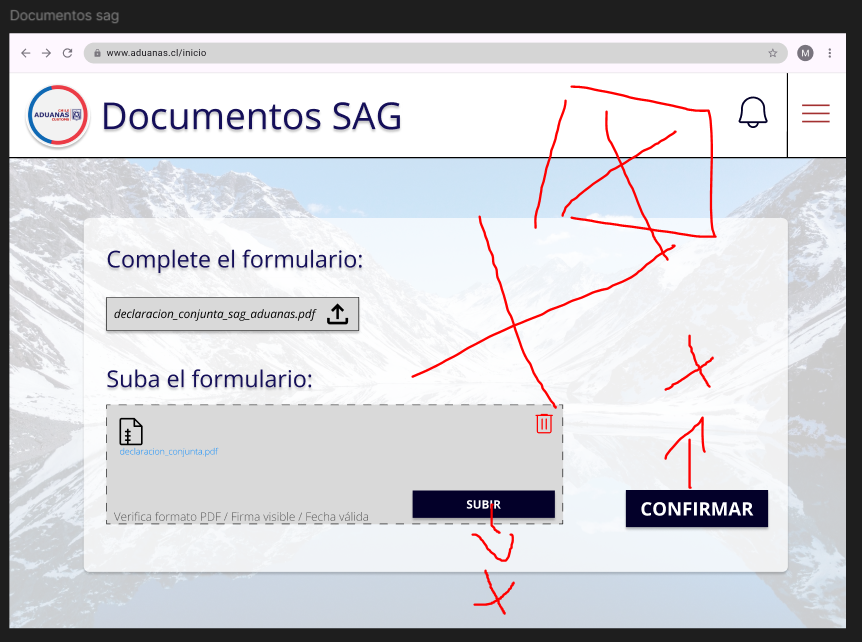 Documentos sag
www.aduanas.cl/inicio
M
CHILE
ADUANAS
CUSTOMS
Documentos SAG
Complete el formulario:
declaracion_conjunta_sag_aduanas.pdf
Suba el formulario:
declaracion_conjunta.pdf
SUBIR
Verifica formato PDF / Firma visible / Fecha válida
CONFIRMAR